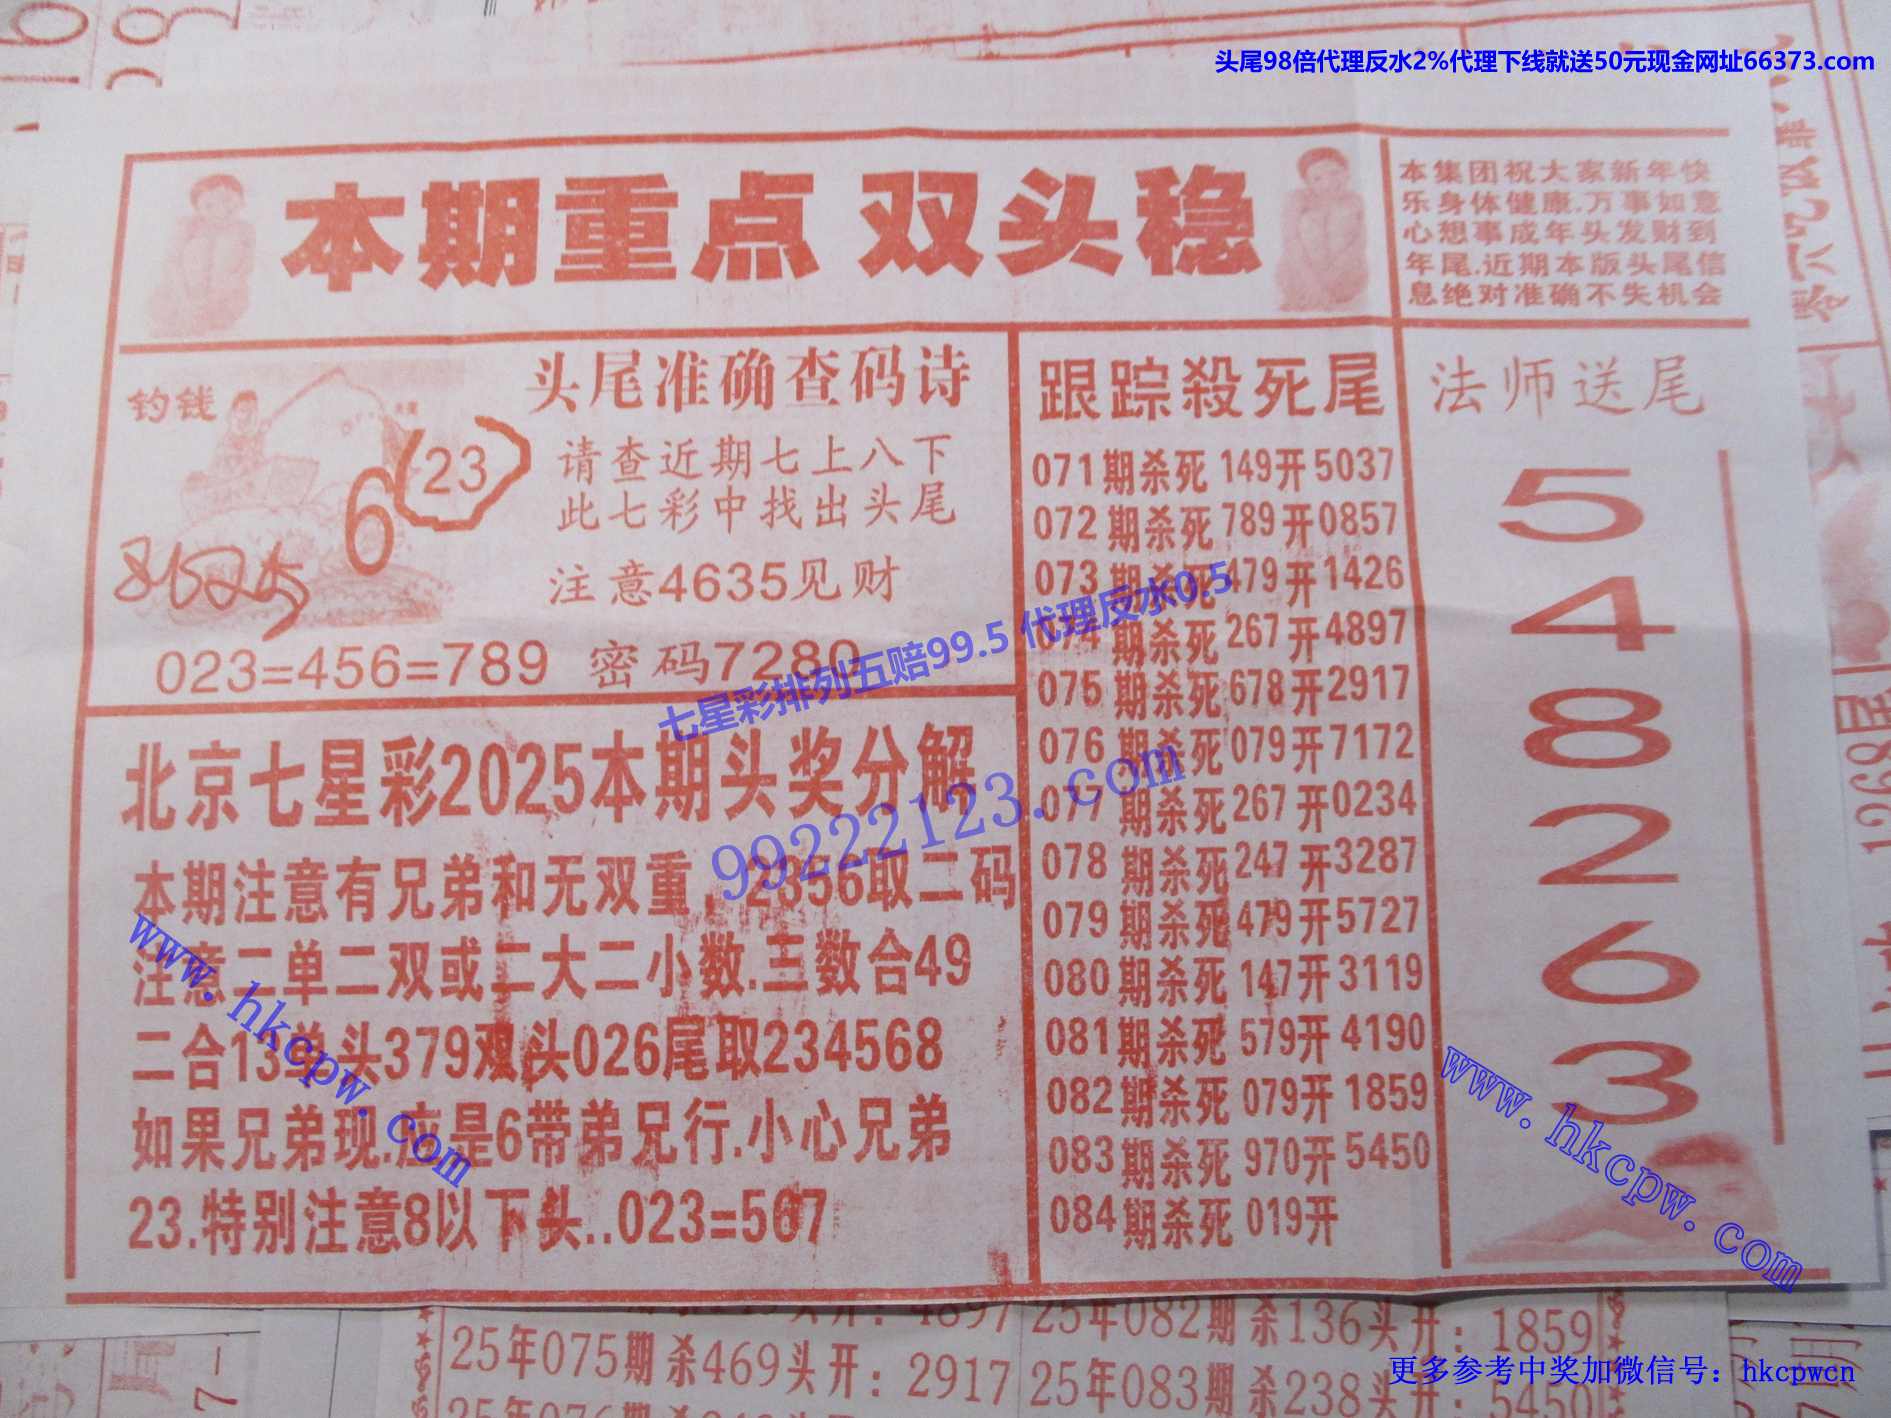 头尾98倍代理反水2%代理下线就送50元现金网址66373.com
本期重点 双头稳
本集团祝大家新年快
乐身体健康.万事如意
心想事成年头发财到
年尾.近期本版头尾信
息绝对准确不失机会
钓钱
6
23
86025
头尾准确查码诗
请查近期七上八下
此七彩中找出头尾
注意4635见财
023=456=789 密码7280
北京七星彩2025本期头奖分解
本期注意有兄弟和无双重，2356取二码
注意二单二双或二大二小数.三数合49
二合13单头379双头026尾取234568
如果兄弟现.应是6带弟兄行.小心兄弟
23.特别注意8以下头..023=567
跟踪殺死尾
071期杀死149开5037
072期杀死789开0857
073期杀死479开1426
074期杀死267开4897
075期杀死678开2917
076期杀死079开7172
077期杀死267开0234
078期杀死247开3287
079期杀死479开5727
080期杀死147开3119
081期杀死579开4190
082期杀死079开1859
083期杀死970开5450
084期杀死019开
法师送尾
5
4
8
2
6
3
七星彩排列五赔99.5 代理反水0.5
99222123.com
www.hkcpw.com
www.hkcpw.com
4897
25年075期杀469头开：2917
25年082期杀136头开：1859
25年083期杀238头开：5450
1268尾
更多参考中奖加微信号：hkcpwcn